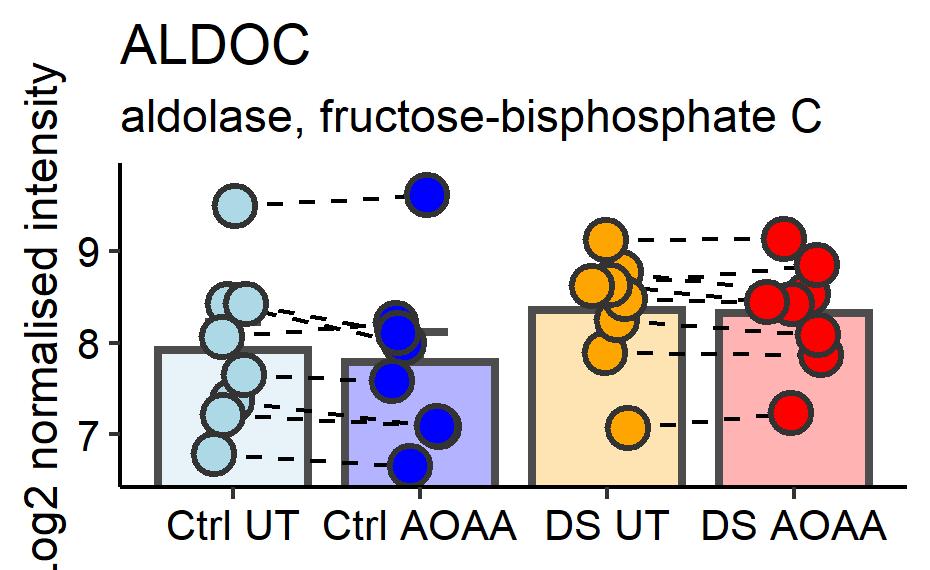 ALDOC
aldolase, fructose-bisphosphate C
og2 normalised intensity
9
8
7
Ctrl UT Ctrl AOAA DS UT DS AOAA